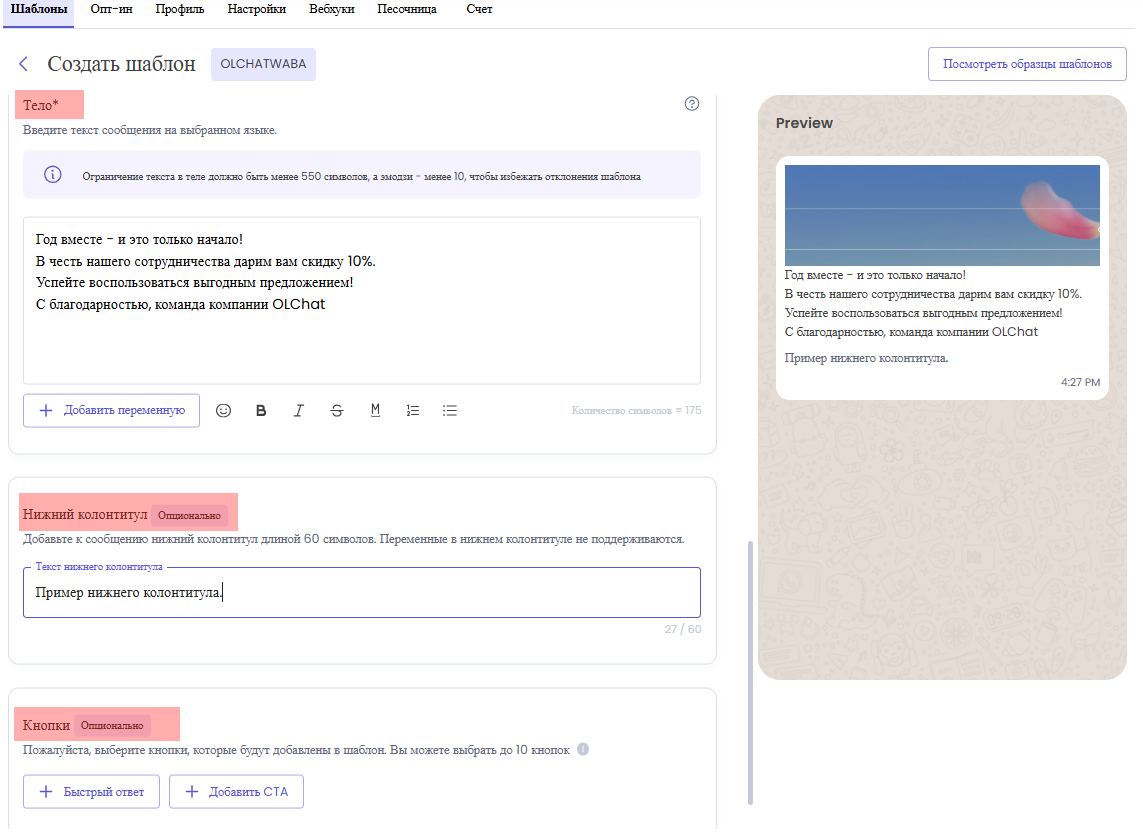 Шаблоны Опт-ин Профиль Настройки Вебхуки Песочница Счет
Создать шаблон OLCHATWABA
Посмотреть образцы шаблонов
Тело*
Введите текст сообщения на выбранном языке.
Ограничение текста в теле должно быть менее 550 символов, а эмодзи - менее 10, чтобы избежать отклонения шаблона
Год вместе - и это только начало!
В честь нашего сотрудничества дарим вам скидку 10%.
Успейте воспользоваться выгодным предложением!
С благодарностью, команда компании OLChat
Добавить переменную
Количество символов = 175
Нижний колонтитул Опционально
Добавьте к сообщению нижний колонтитул длиной 60 символов. Переменные в нижнем колонтитуле не поддерживаются.
Текст нижнего колонтитула
Пример нижнего колонтитула.
27 / 60
Кнопки Опционально
Пожалуйста, выберите кнопки, которые будут добавлены в шаблон. Вы можете выбрать до 10 кнопок
Быстрый ответ
Добавить CTA
Preview
Год вместе - и это только начало!
В честь нашего сотрудничества дарим вам скидку 10%.
Успейте воспользоваться выгодным предложением!
С благодарностью, команда компании OLChat
Пример нижнего колонтитула.
4:27 PM